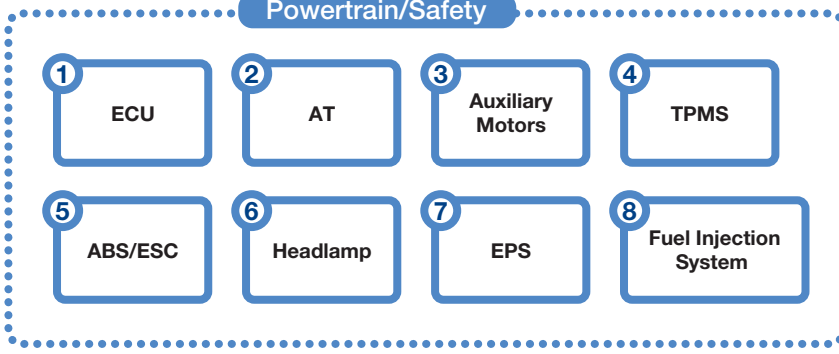 Powertrain/Safety
1
ECU
2
AT
3
Auxiliary
Motors
4
TPMS
5
ABS/ESC
6
Headlamp
7
EPS
8
Fuel Injection
System